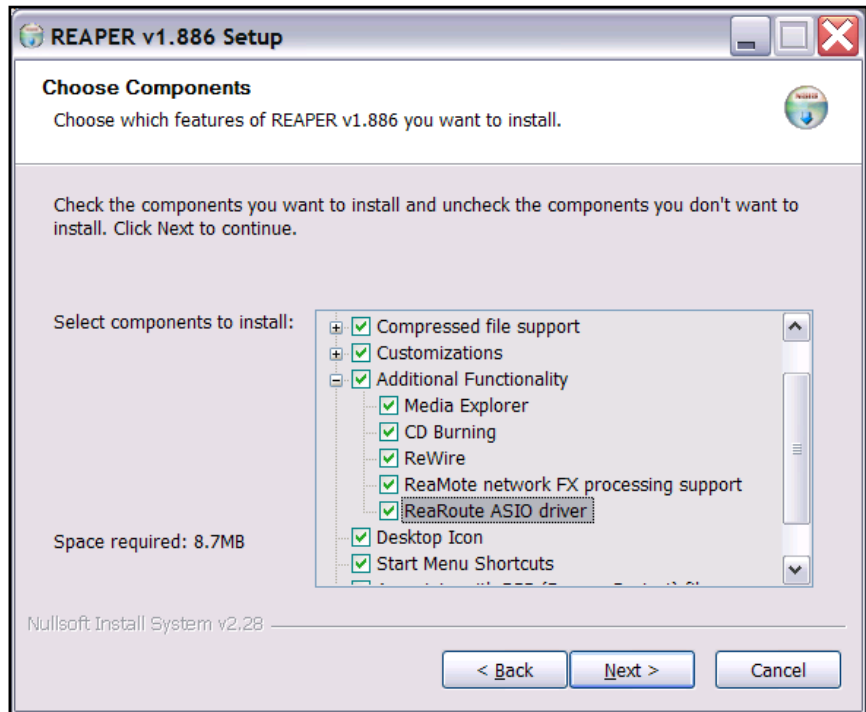 REAPER v1.886 Setup
Choose Components
Choose which features of REAPER v1.886 you want to install.
Check the components you want to install and uncheck the components you don't want to
install. Click Next to continue.
Select components to install:
Compressed file support
Customizations
Additional Functionality
Media Explorer
CD Burning
ReWire
ReaMote network FX processing support
ReaRoute ASIO driver
Desktop Icon
Start Menu Shortcuts
Space required: 8.7MB
Nullsoft Install System v2.28
< Back
Next >
Cancel